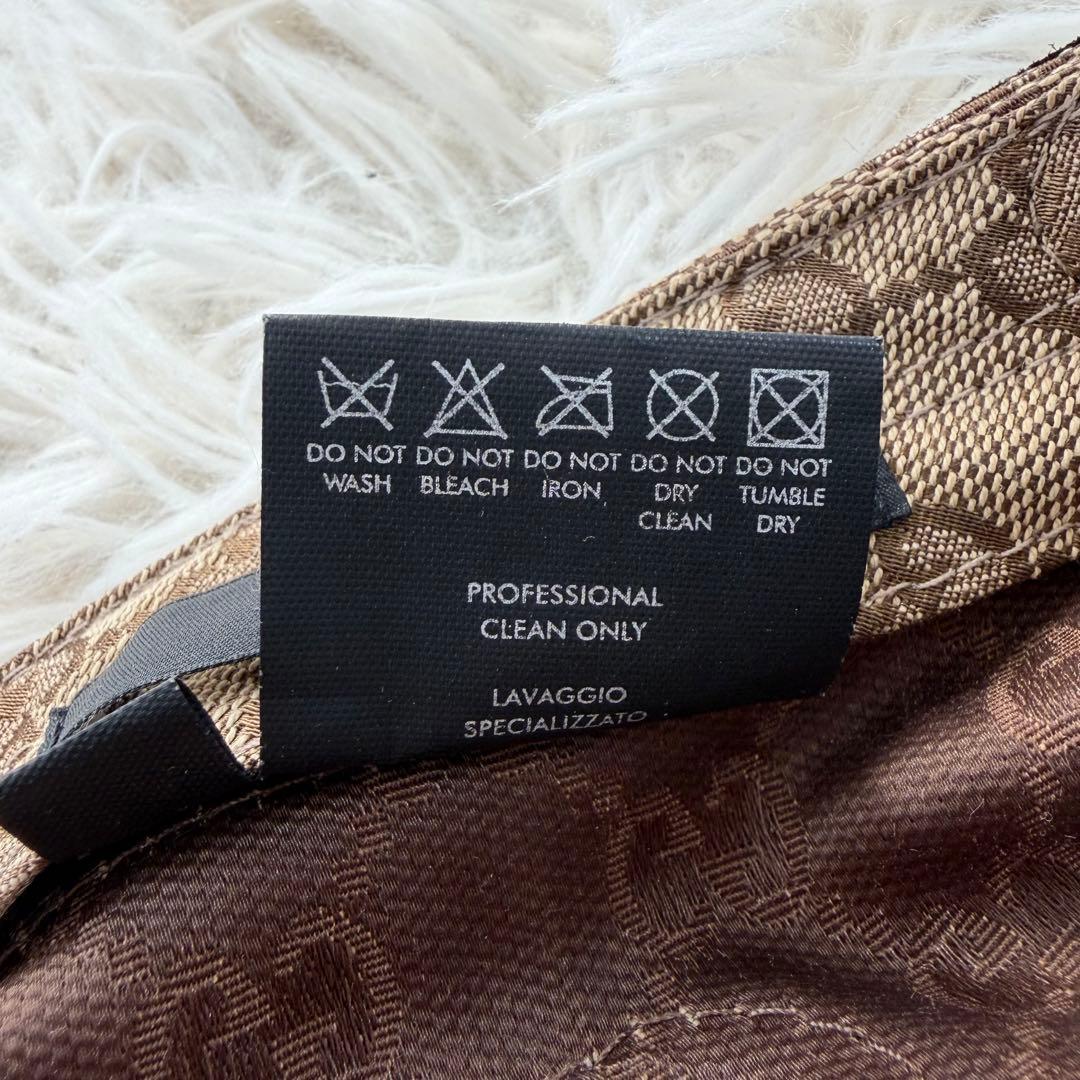 DO NOT WASH
DO NOT BLEACH
DO NOT IRON
DO NOT DRY CLEAN
DO NOT TUMBLE DRY
PROFESSIONAL
CLEAN ONLY
LAVAGGIO
SPECIALIZZATO